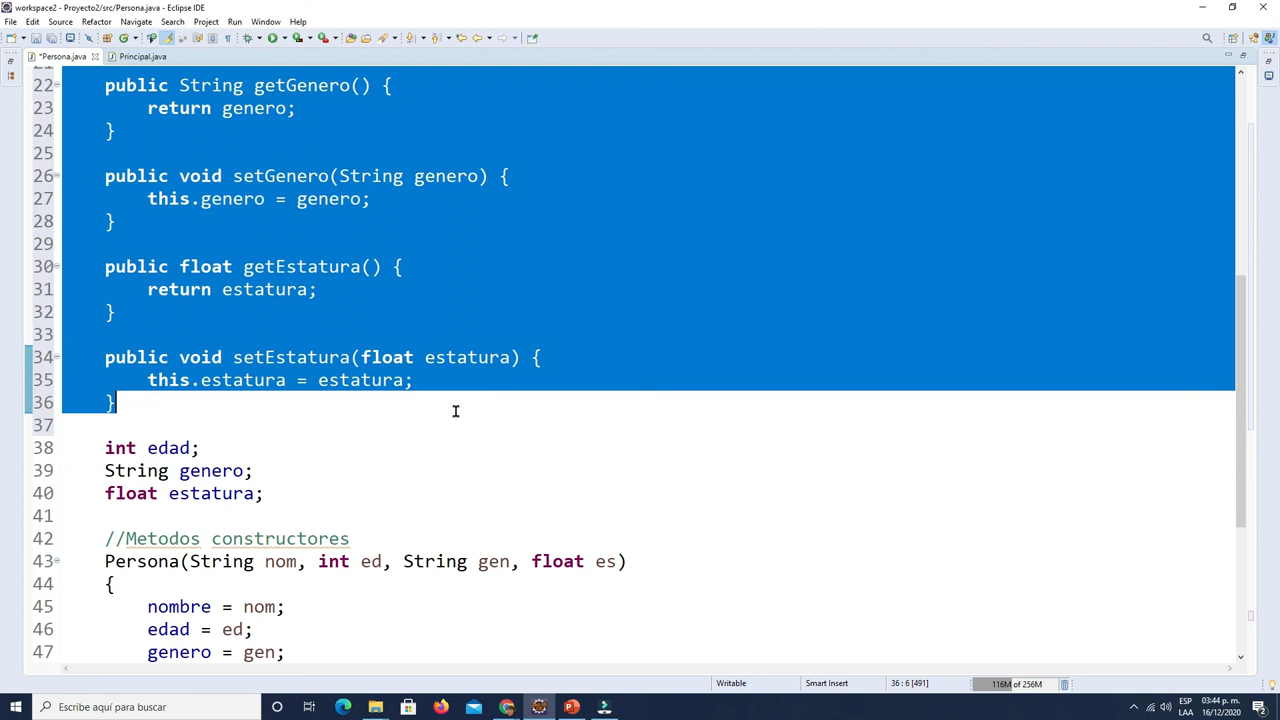 workspace2 - Proyecto2/src/Persona.java - Eclipse IDE
File Edit Source Refactor Navigate Search Project Run Window Help
*Persona.java Principal.java
22 public String getGenero() {
23 return genero;
24 }
25
26 public void setGenero(String genero) {
27 this.genero = genero;
28 }
29
30 public float getEstatura() {
31 return estatura;
32 }
33
34 public void setEstatura(float estatura) {
35 this.estatura = estatura;
36 }
37
38 int edad;
39 String genero;
40 float estatura;
41
42 //Metodos constructores
43 Persona(String nom, int ed, String gen, float es)
44 {
45 nombre = nom;
46 edad = ed;
47 genero = gen;
Writable Smart Insert 36 : 6 [491] 116M of 256M
Escribe aquí para buscar
ESP 03:44 p. m.
LAA 16/12/2020 2